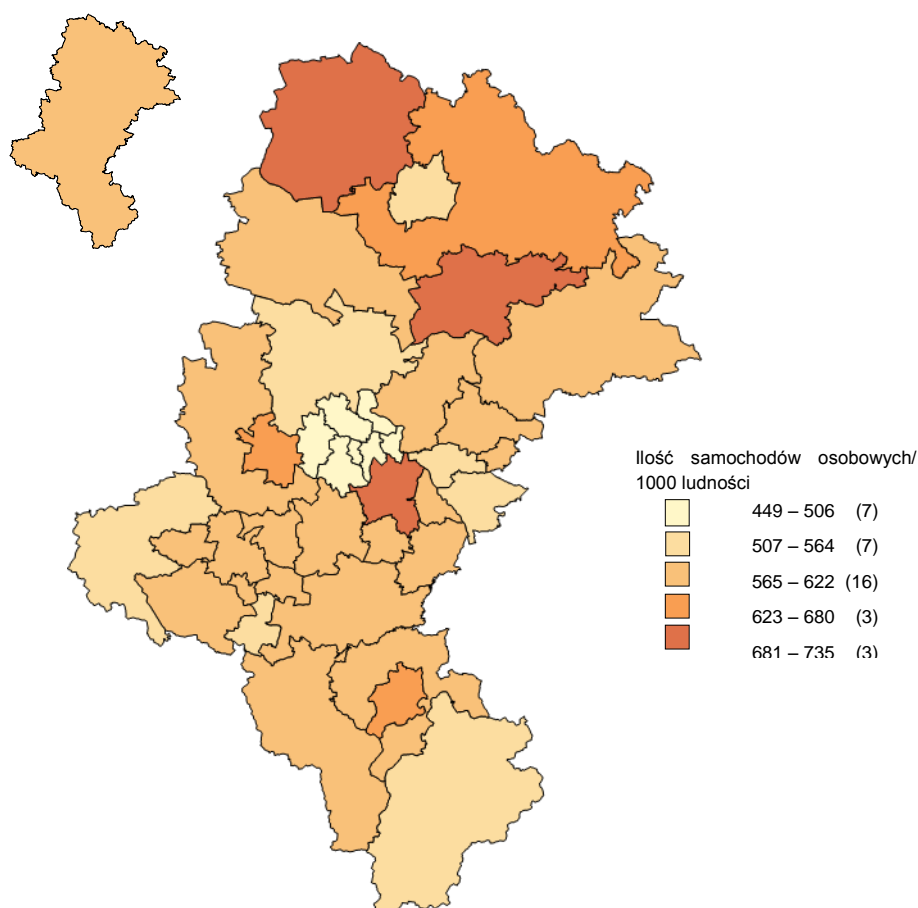 Ilość samochodów osobowych/
1000 ludności
449 – 506 (7)
507 – 564 (7)
565 – 622 (16)
623 – 680 (3)
681 – 735 (3)